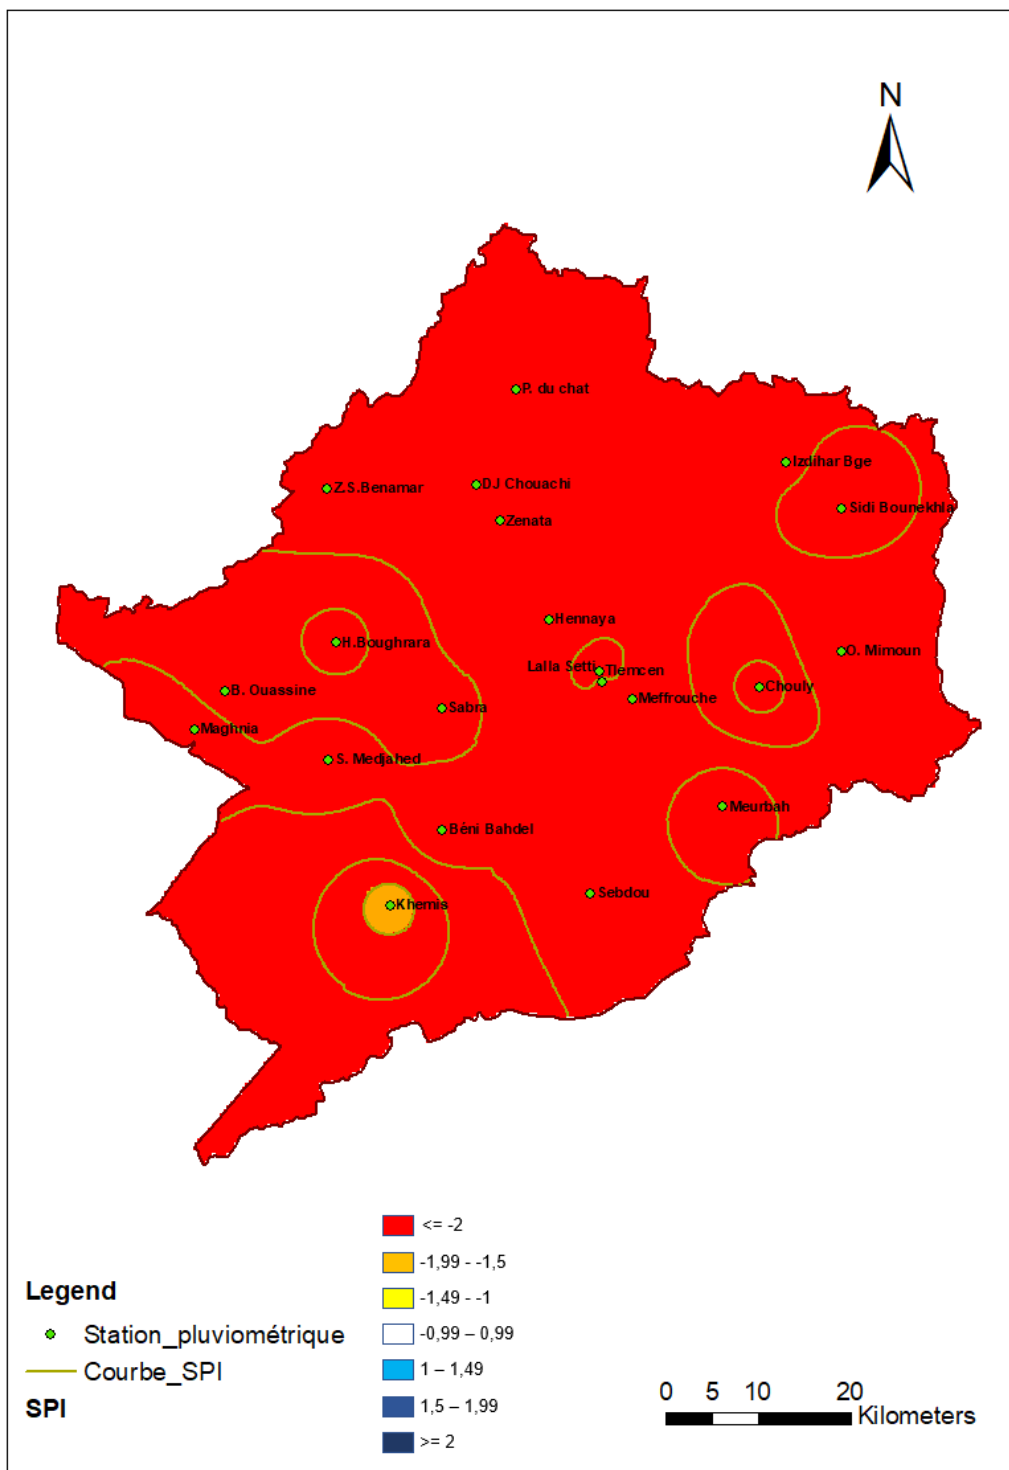 N
P. du chat
Izdihar Bge
Z.S.Benamar
DJ Chouachi
Sidi Bounekhla
Zenata
Hennaya
H.Boughrara
O. Mimoun
Lalla Setti
Tlemcen
B. Ouassine
Chouly
Meffrouche
Sabra
Maghnia
S. Medjahed
Meurbah
Béni Bahdel
Sebdou
Khemis
Legend
Station_pluviométrique
Courbe_SPI
SPI
<= -2
-1,99 - -1,5
-1,49 - -1
-0,99 – 0,99
1 – 1,49
1,5 – 1,99
>= 2
0 5 10 20
Kilometers